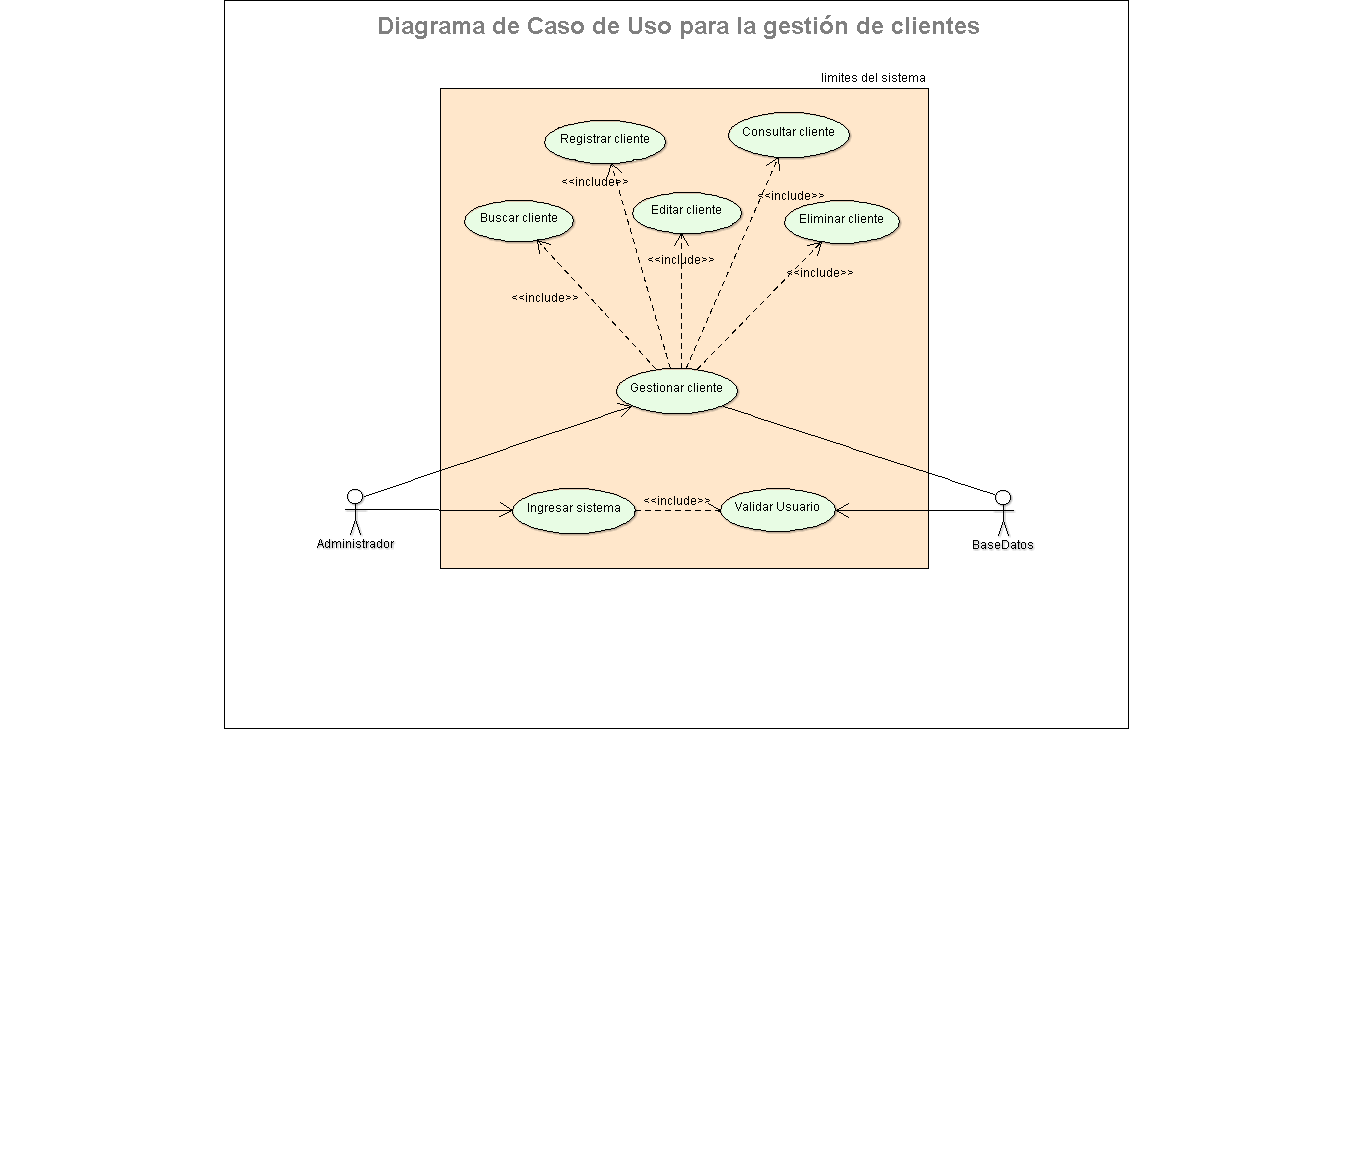 Diagrama de Caso de Uso para la gestión de clientes
limites del sistema
Registrar cliente
Consultar cliente
<<include>>
<<include>>
Buscar cliente
Editar cliente
Eliminar cliente
<<include>>
<<include>>
<<include>>
Gestionar cliente
Ingresar sistema
<<include>>
Validar Usuario
Administrador
BaseDatos